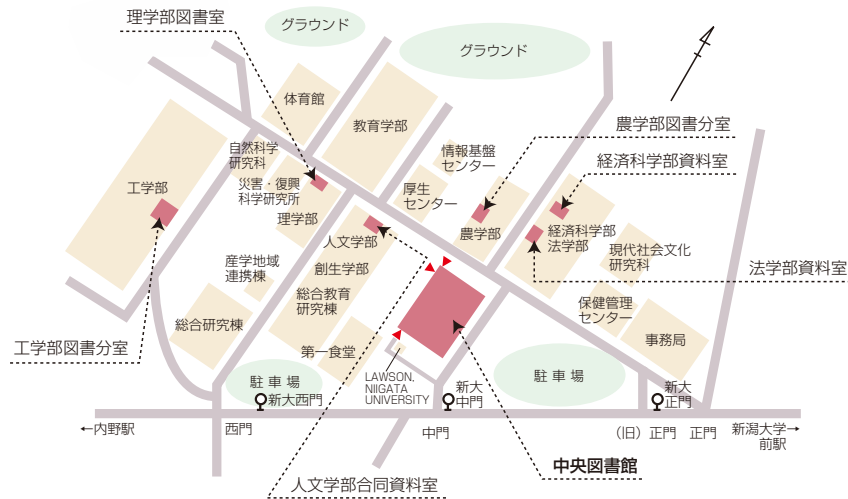 理学部図書室
グラウンド
グラウンド
体育館
教育学部
農学部図書分室
自然科学
研究科
情報基盤
センター
経済科学部資料室
工学部
災害・復興
科学研究所
厚生
センター
理学部
人文学部
農学部
経済科学部
法学部
現代社会文化
研究科
産学地域
連携棟
創生学部
法学部資料室
総合教育
研究棟
保健管理
センター
総合研究棟
事務局
工学部図書分室
第一食堂
LAWSON,
NIIGATA
UNIVERSITY
駐車場
駐車場
新大西門
新大
中門
新大
正門
←内野駅
西門
中門
(旧)正門
正門
新潟大学→
前駅
人文学部合同資料室
中央図書館